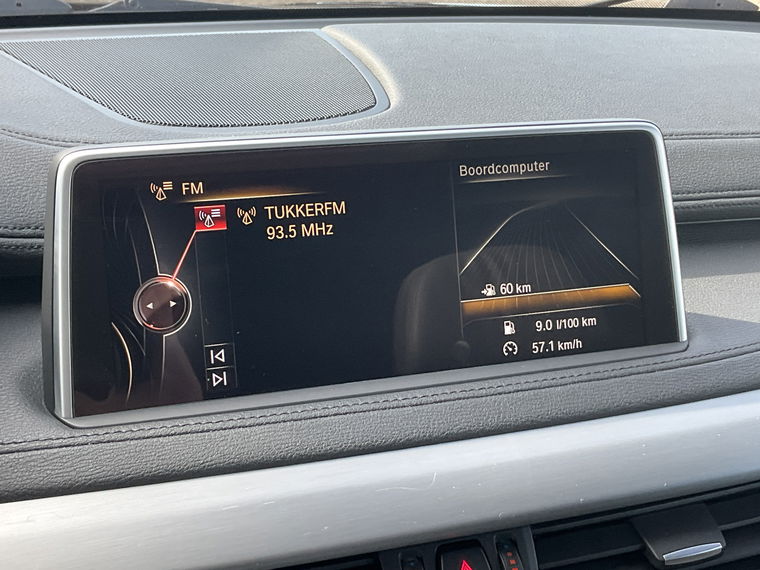 FM
TUKKERFM
93.5 MHz
Boordcomputer
60 km
9.0 l/100 km
57.1 km/h